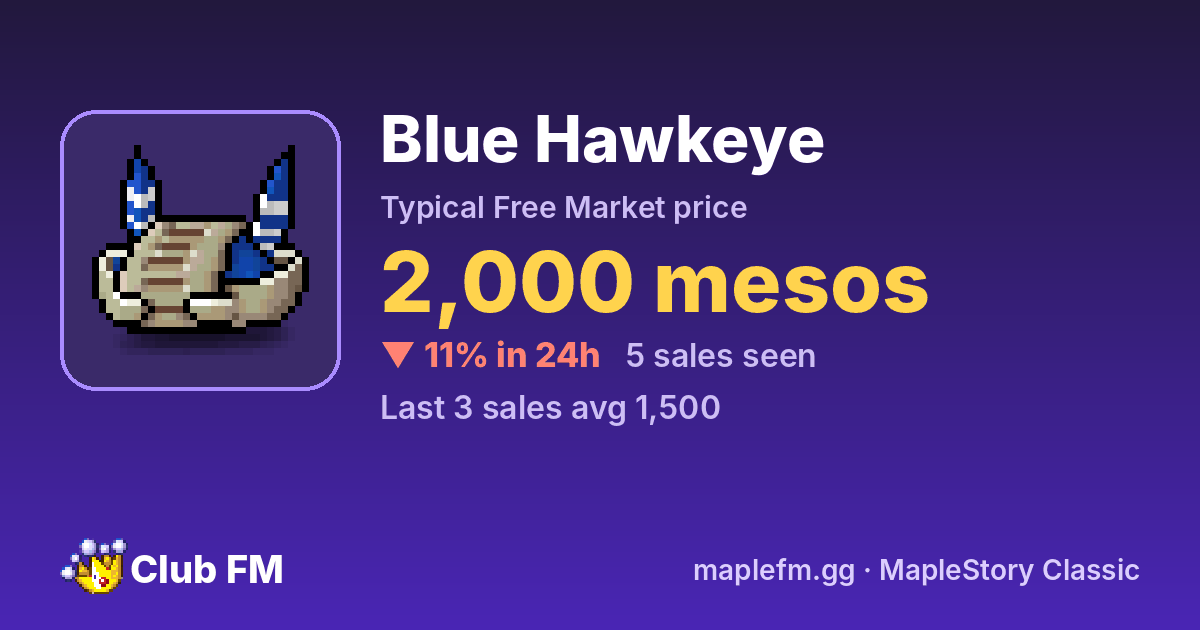 Blue Hawkeye
Typical Free Market price
2,000 mesos
▼ 11% in 24h 5 sales seen
Last 3 sales avg 1,500
Club FM
maplefm.gg · MapleStory Classic